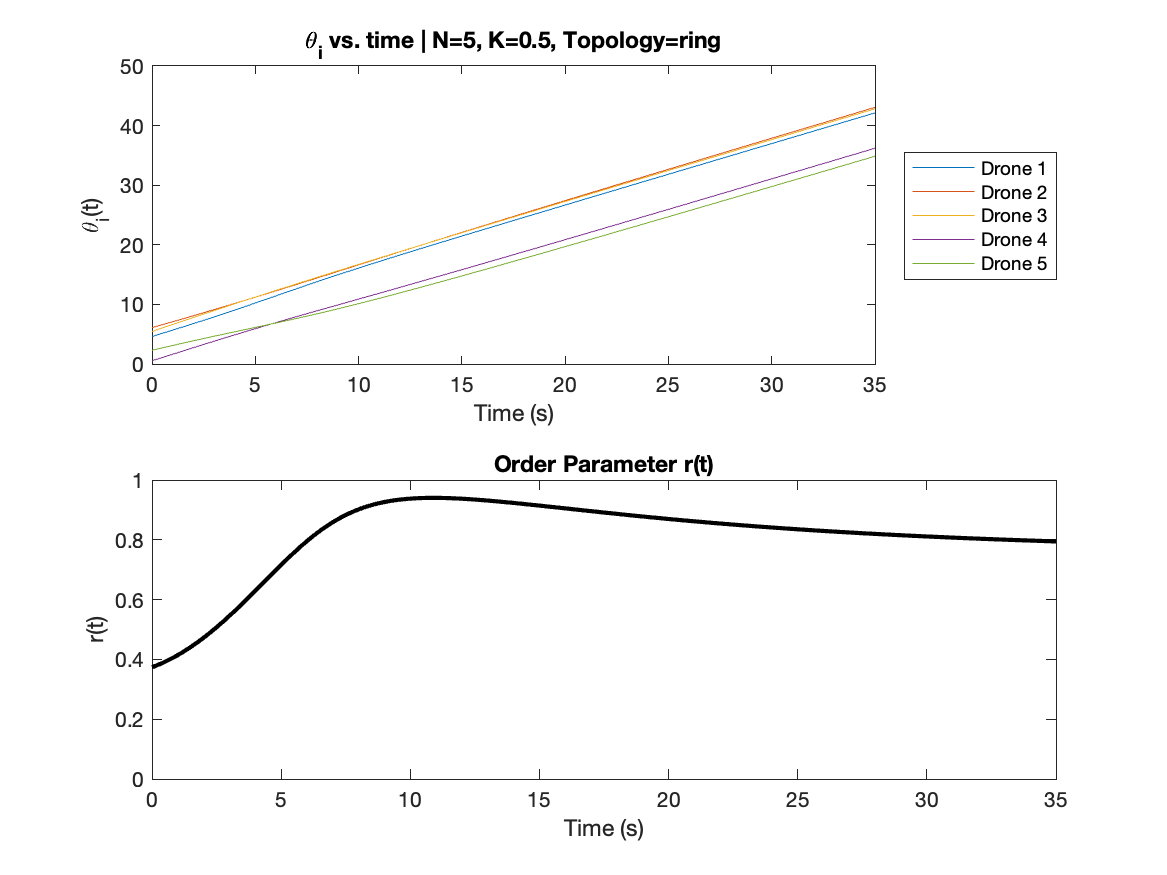 θi vs. time | N=5, K=0.5, Topology=ring
50
40
30
20
10
0
θi(t)
0 5 10 15 20 25 30 35
Time (s)
Drone 1
Drone 2
Drone 3
Drone 4
Drone 5
Order Parameter r(t)
1
0.8
0.6
0.4
0.2
0
r(t)
0 5 10 15 20 25 30 35
Time (s)